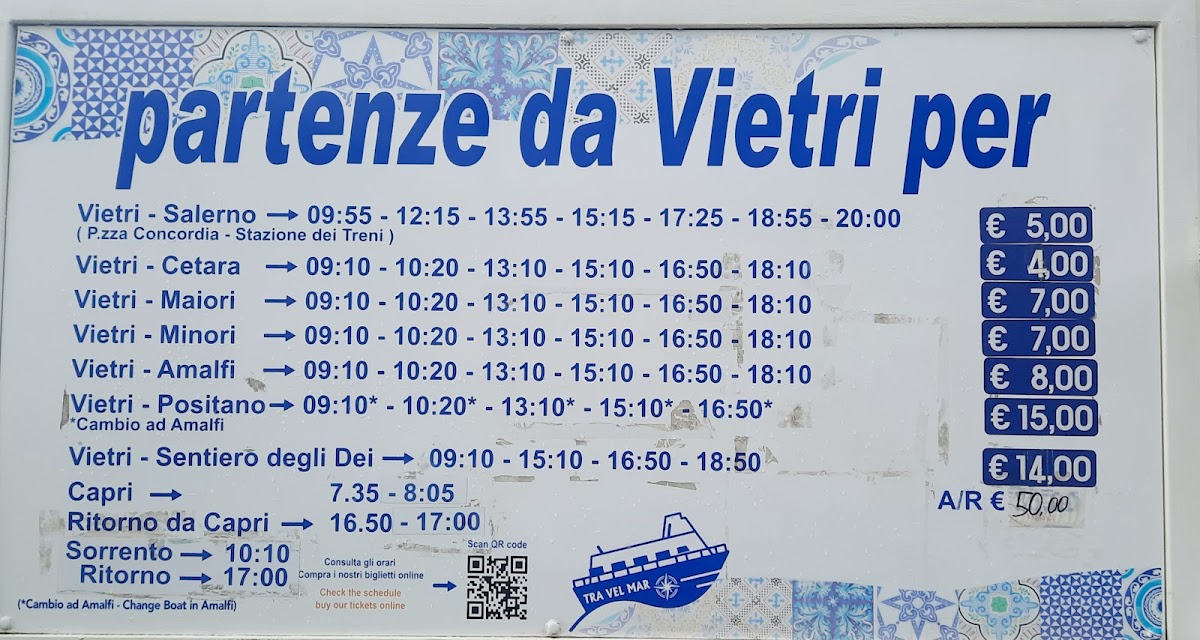 partenze da Vietri per
Vietri - Salerno → 09:55 - 12:15 - 13:55 - 15:15 - 17:25 - 18:55 - 20:00 € 5,00
( P.zza Concordia - Stazione dei Treni )
Vietri - Cetara → 09:10 - 10:20 - 13:10 - 15:10 - 16:50 - 18:10 € 4,00
Vietri - Maiori → 09:10 - 10:20 - 13:10 - 15:10 - 16:50 - 18:10 € 7,00
Vietri - Minori → 09:10 - 10:20 - 13:10 - 15:10 - 16:50 - 18:10 € 7,00
Vietri - Amalfi → 09:10 - 10:20 - 13:10 - 15:10 - 16:50 - 18:10 € 8,00
Vietri - Positano → 09:10* - 10:20* - 13:10* - 15:10* - 16:50* € 15,00
*Cambio ad Amalfi
Vietri - Sentiero degli Dei → 09:10 - 15:10 - 16:50 - 18:50 € 14,00
Capri → 7.35 - 8:05 A/R € 50,00
Ritorno da Capri → 16.50 - 17:00
Sorrento → 10:10
Ritorno → 17:00
(*Cambio ad Amalfi - Change Boat in Amalfi)
Consulta gli orari
Compra i nostri biglietti online
Check the schedule
buy our tickets online
Scan QR code
TRA VEL MAR